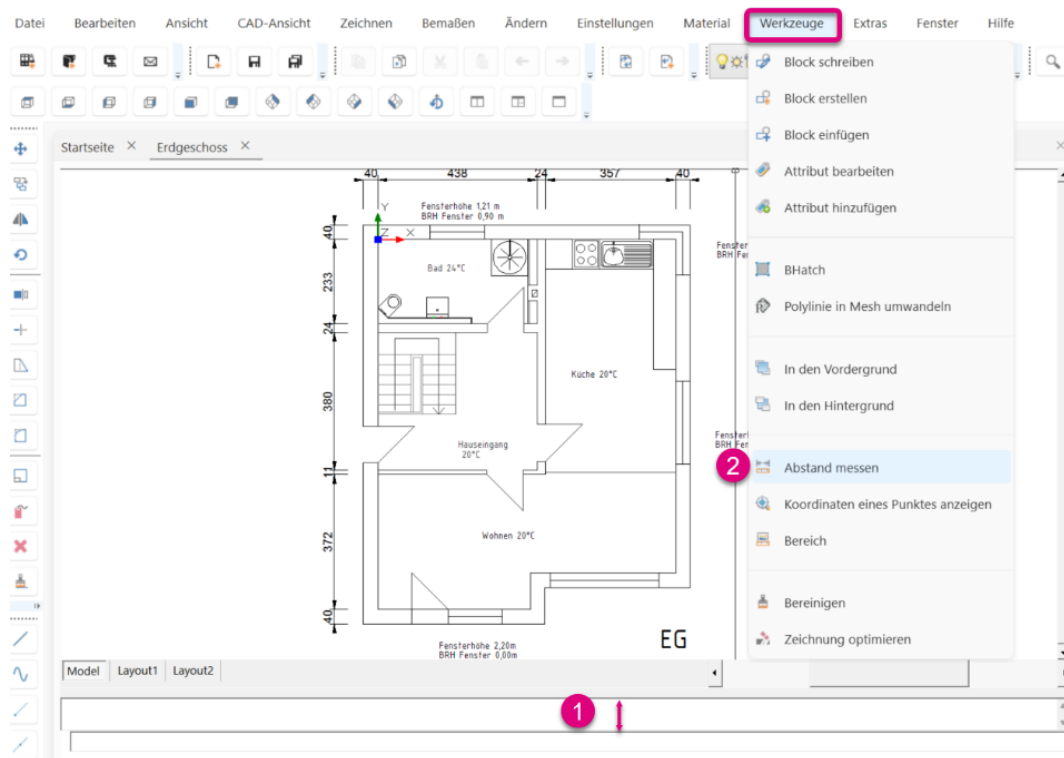 Datei Bearbeiten Ansicht CAD-Ansicht Zeichnen Bemaßen Ändern Einstellungen Material Werkzeuge Extras Fenster Hilfe
Block schreiben
Block erstellen
Block einfügen
Attribut bearbeiten
Attribut hinzufügen
BHatch
Polylinie in Mesh umwandeln
In den Vordergrund
In den Hintergrund
2 Abstand messen
Koordinaten eines Punktes anzeigen
Bereich
Bereinigen
Zeichnung optimieren
Startseite × Erdgeschoss ×
40 438 24 357 40
Fensterhöhe 1,21 m
BRH Fenster 0,90 m
Y
Z X
40
233
24
380
11
372
40
Bad 24°C
Küche 20°C
Hauseingang
20°C
Wohnen 20°C
Fensterhöhe 2,20m
BRH Fenster 0,00m
EG
Model Layout1 Layout2
1